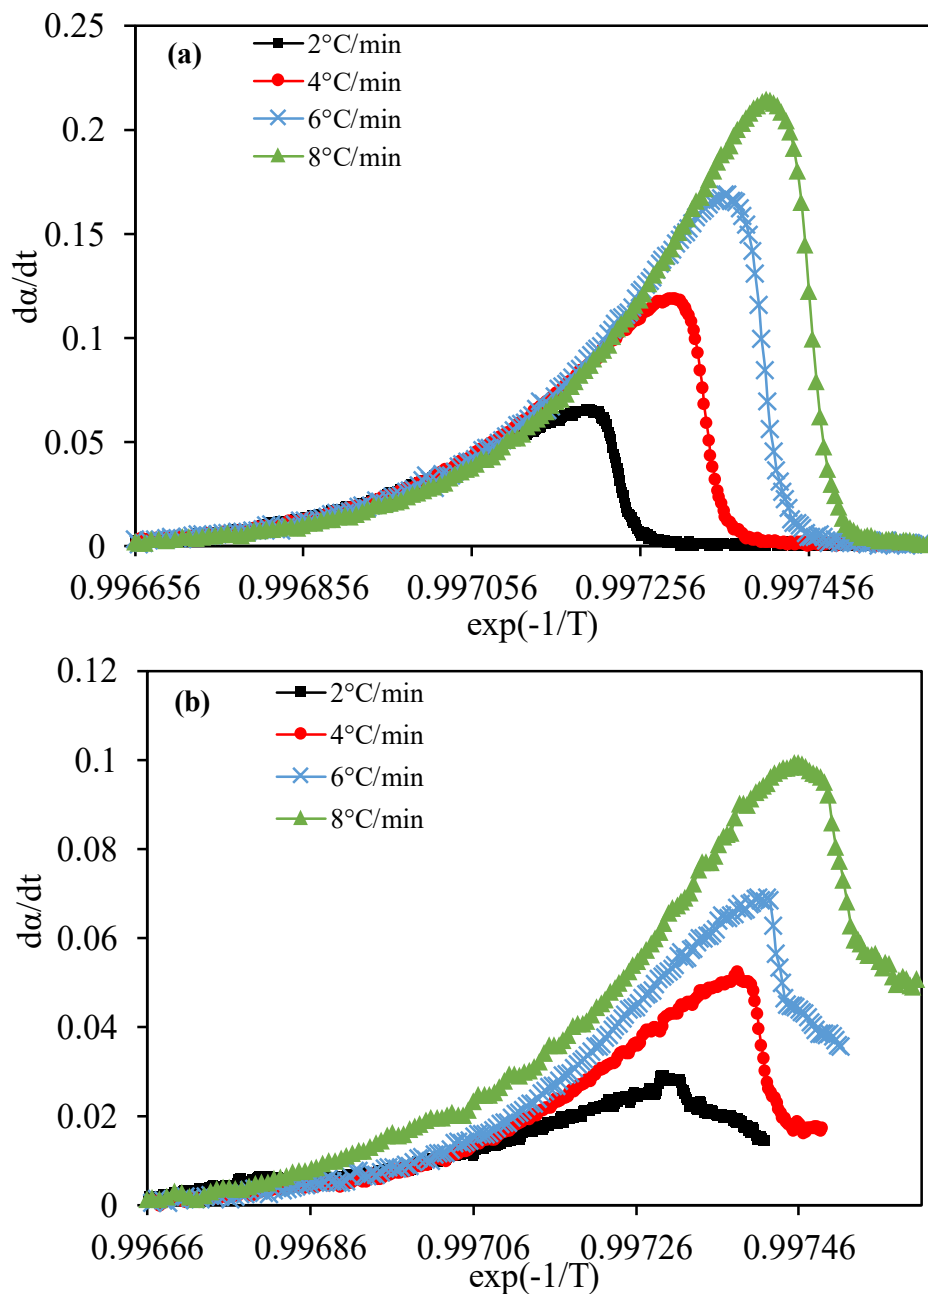 0.25
(a)
2°C/min
4°C/min
6°C/min
8°C/min
0.2
0.15
0.1
0.05
0
dα/dt
0.996656 0.996856 0.997056 0.997256 0.997456
exp(-1/T)
0.12
(b)
2°C/min
4°C/min
6°C/min
8°C/min
0.1
0.08
0.06
0.04
0.02
0
dα/dt
0.99666 0.99686 0.99706 0.99726 0.99746
exp(-1/T)